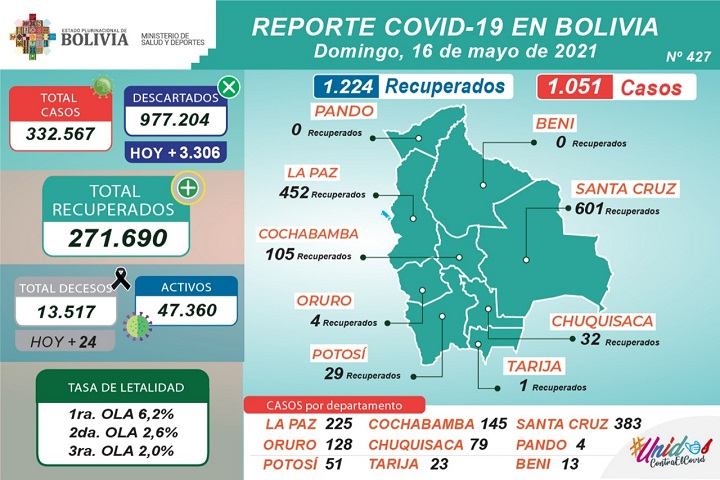 ESTADO PLURINACIONAL DE
BOLIVIA
MINISTERIO
DE SALUD Y DEPORTES
REPORTE COVID-19 EN BOLIVIA
Domingo, 16 de mayo de 2021
Nº 427
TOTAL
CASOS
332.567
DESCARTADOS
977.204
HOY +3.306
TOTAL
RECUPERADOS
271.690
TOTAL DECESOS
13.517
HOY +24
ACTIVOS
47.360
TASA DE LETALIDAD
1ra. OLA 6,2%
2da. OLA 2,6%
3ra. OLA 2,0%
1.224 Recuperados
1.051 Casos
PANDO
0 Recuperados
BENI
0 Recuperados
LA PAZ
452 Recuperados
SANTA CRUZ
601 Recuperados
COCHABAMBA
105 Recuperados
ORURO
4 Recuperados
CHUQUISACA
32 Recuperados
POTOSÍ
29 Recuperados
TARIJA
1 Recuperados
CASOS por departamento
LA PAZ 225 COCHABAMBA 145 SANTA CRUZ 383
ORURO 128 CHUQUISACA 79 PANDO 4
POTOSÍ 51 TARIJA 23 BENI 13
#Unidos
Contra El Covid